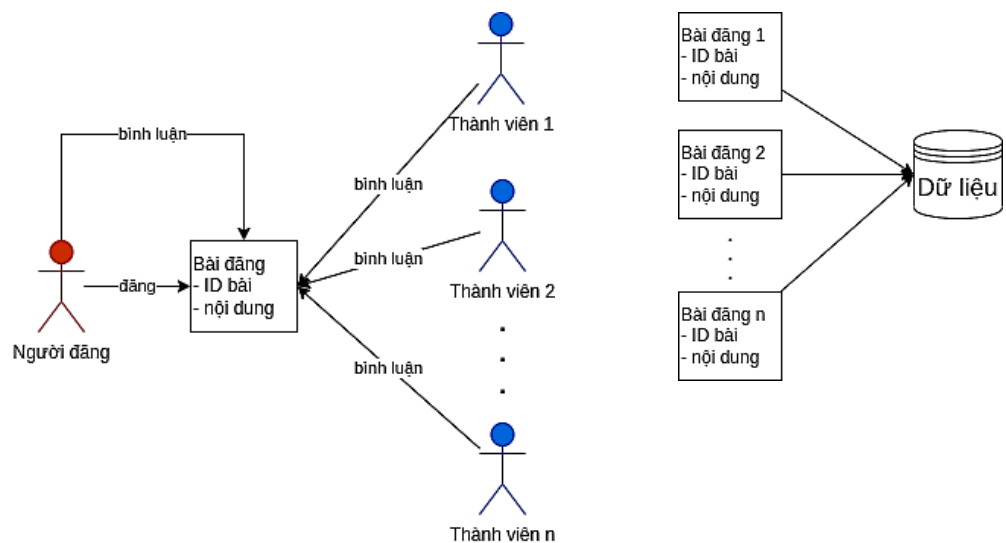 bình luận
Người đăng
đăng
Bài đăng
- ID bài
- nội dung
bình luận
Thành viên 1
bình luận
Thành viên 2
bình luận
Thành viên n
Bài đăng 1
- ID bài
- nội dung
Bài đăng 2
- ID bài
- nội dung
Bài đăng n
- ID bài
- nội dung
Dữ liệu